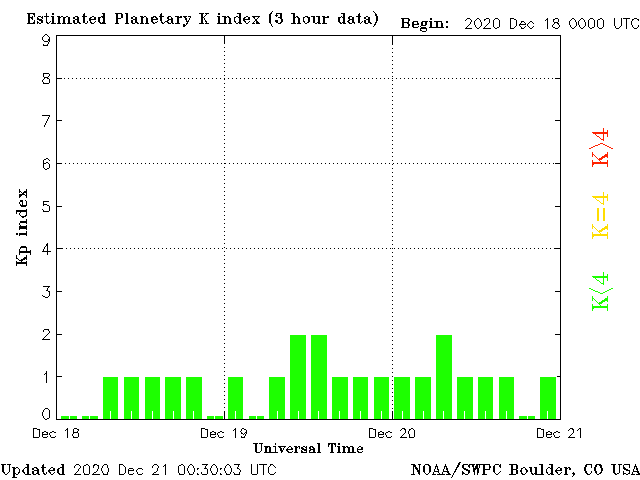 Estimated Planetary K index (3 hour data) Begin: 2020 Dec 18 0000 UTC
9
8
7
6
5
4
3
2
1
0
Kp index
K>4
K=4
K<4
Dec 18 Dec 19 Dec 20 Dec 21
Universal Time
Updated 2020 Dec 21 00:30:03 UTC NOAA/SWPC Boulder, CO USA